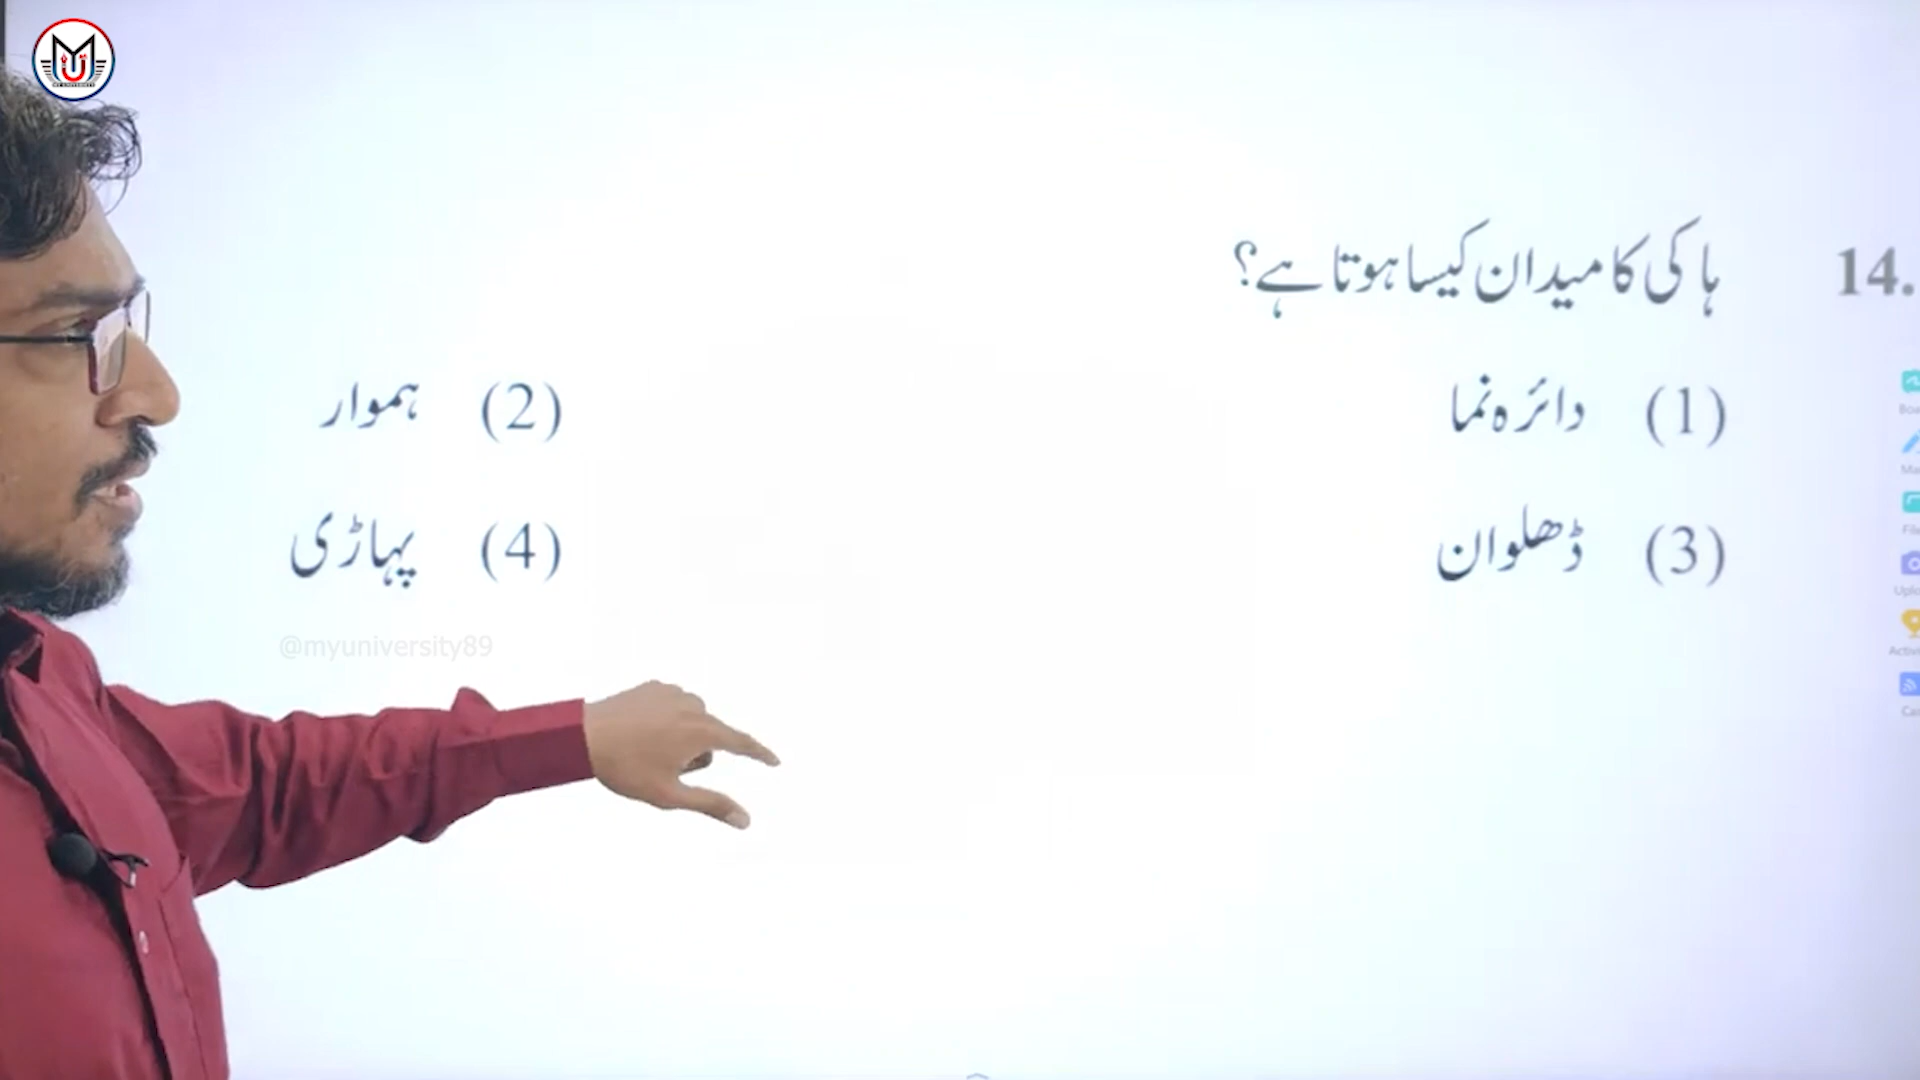 14. ہاکی کا میدان کیسا ہوتا ہے؟
(1) دائرہ نما (2) ہموار
(3) ڈھلوان (4) پہاڑی
@myuniversity89